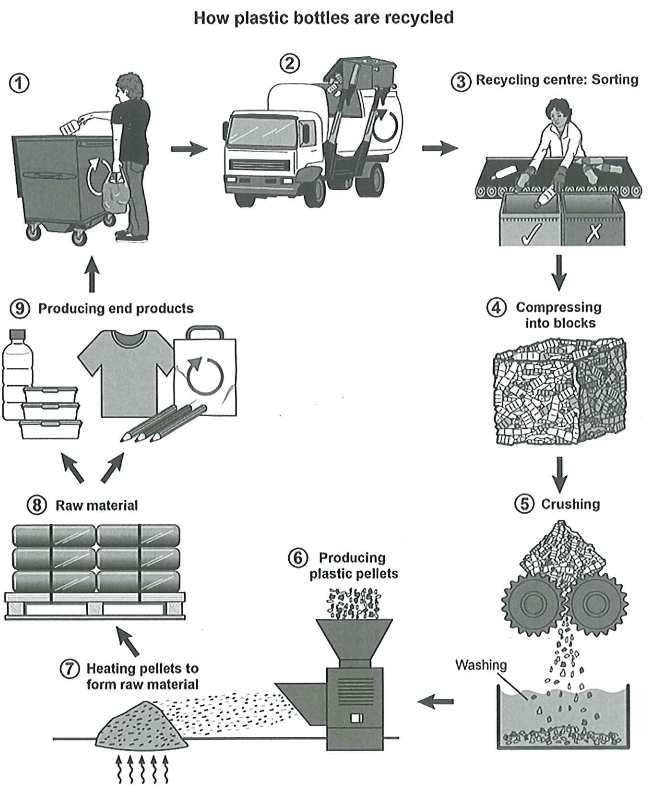 How plastic bottles are recycled
1
2
3 Recycling centre: Sorting
4 Compressing
into blocks
5 Crushing
Washing
6 Producing
plastic pellets
7 Heating pellets to
form raw material
8 Raw material
9 Producing end products